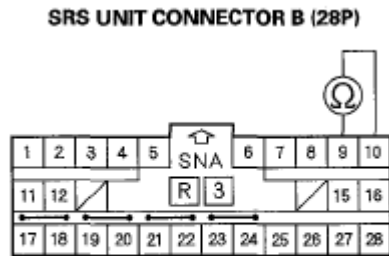 SRS UNIT CONNECTOR B (28P)
Ω
1 2 3 4 5 SNA 6 7 8 9 10
11 12 R 3 15 16
17 18 19 20 21 22 23 24 25 26 27 28